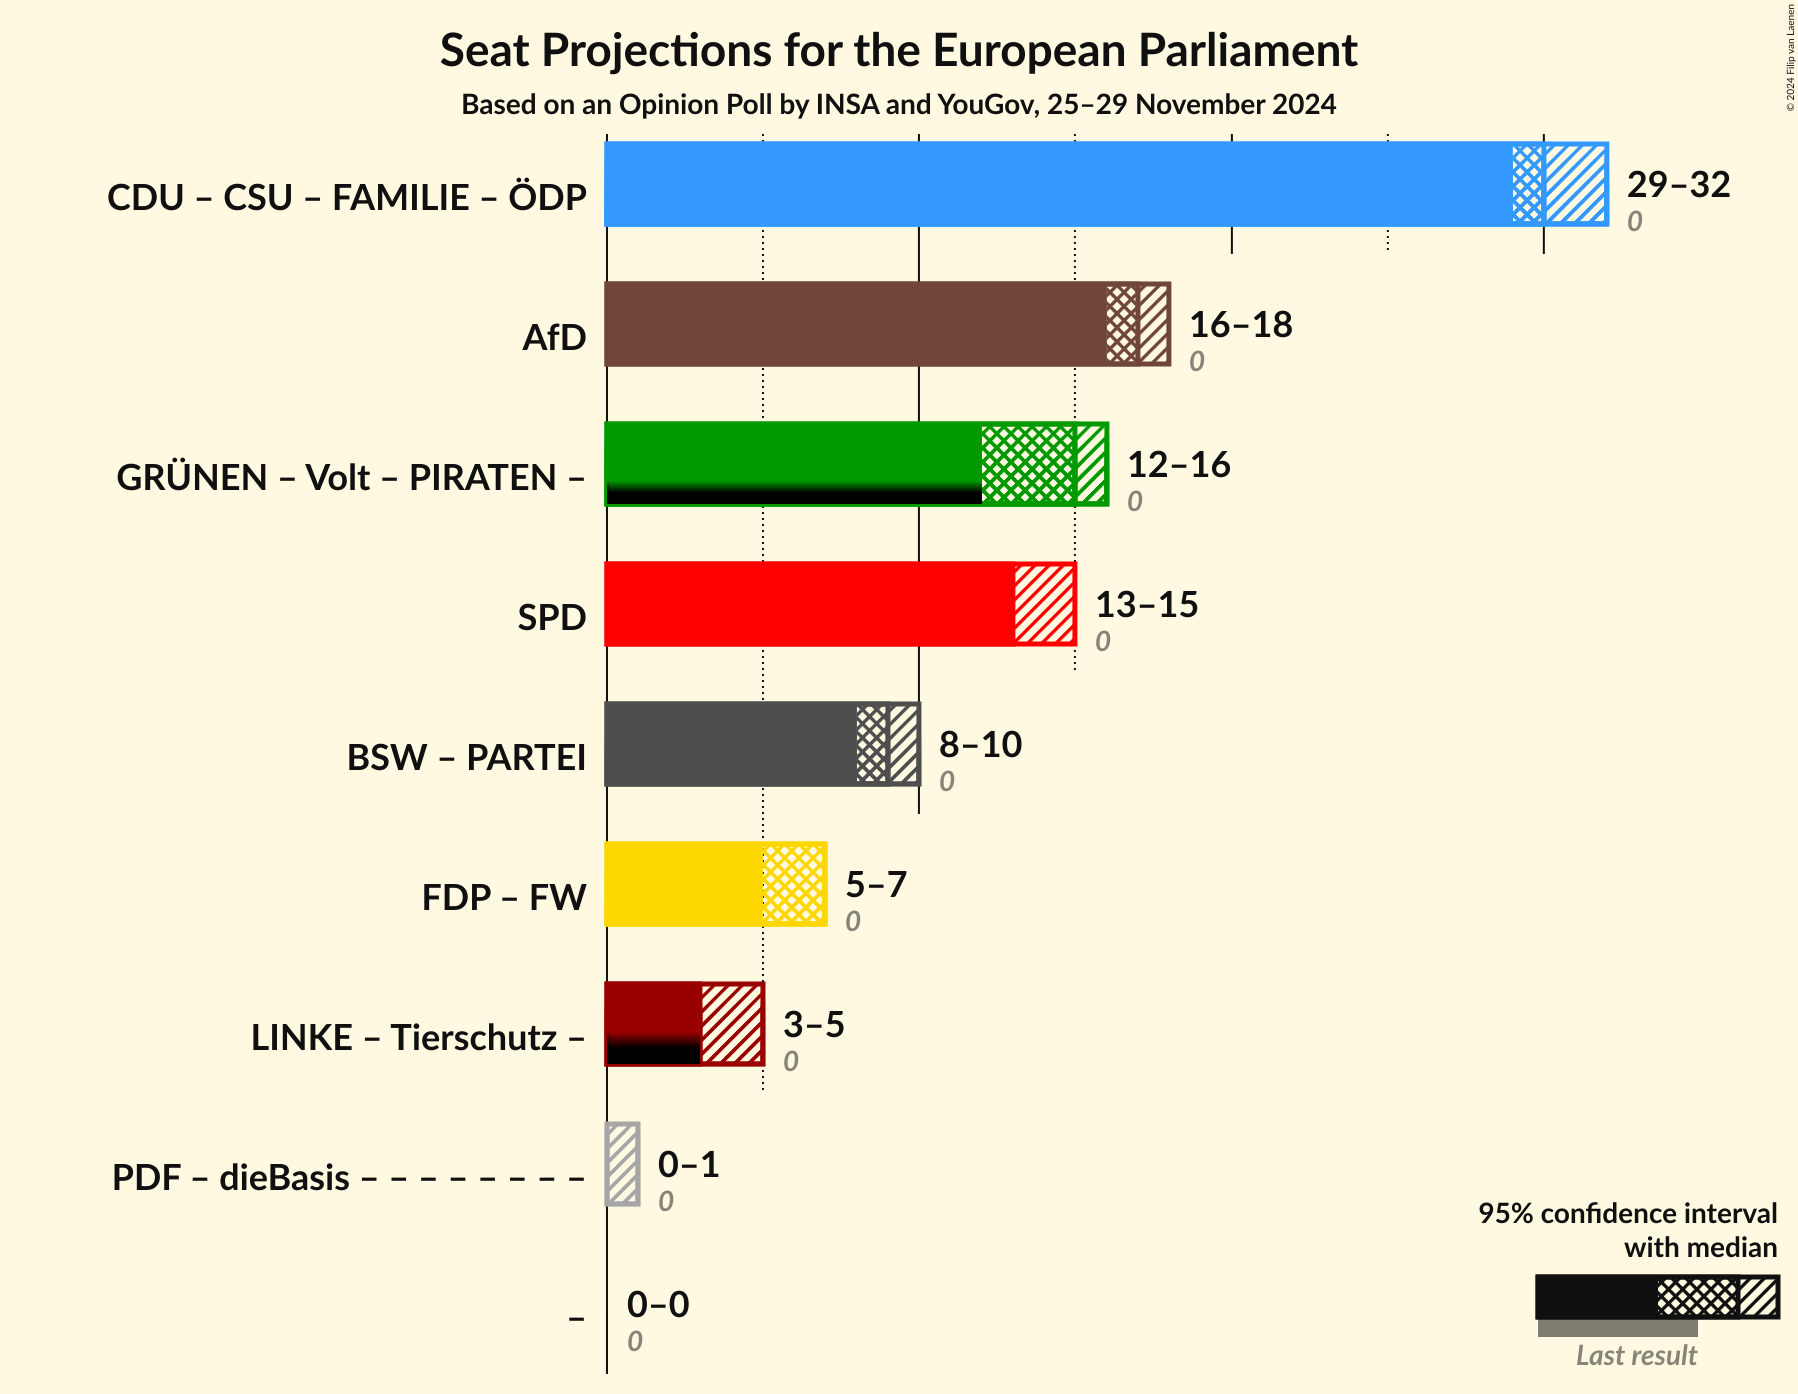 Seat Projections for the European Parliament
Based on an Opinion Poll by INSA and YouGov, 25–29 November 2024
© 2024 Filip van Laenen
CDU – CSU – FAMILIE – ÖDP
29–32
0
AfD
16–18
0
GRÜNEN – Volt – PIRATEN –
12–16
0
SPD
13–15
0
BSW – PARTEI
8–10
0
FDP – FW
5–7
0
LINKE – Tierschutz –
3–5
0
PDF – dieBasis – – – – – – – –
0–1
0
–
0–0
0
95% confidence interval
with median
Last result